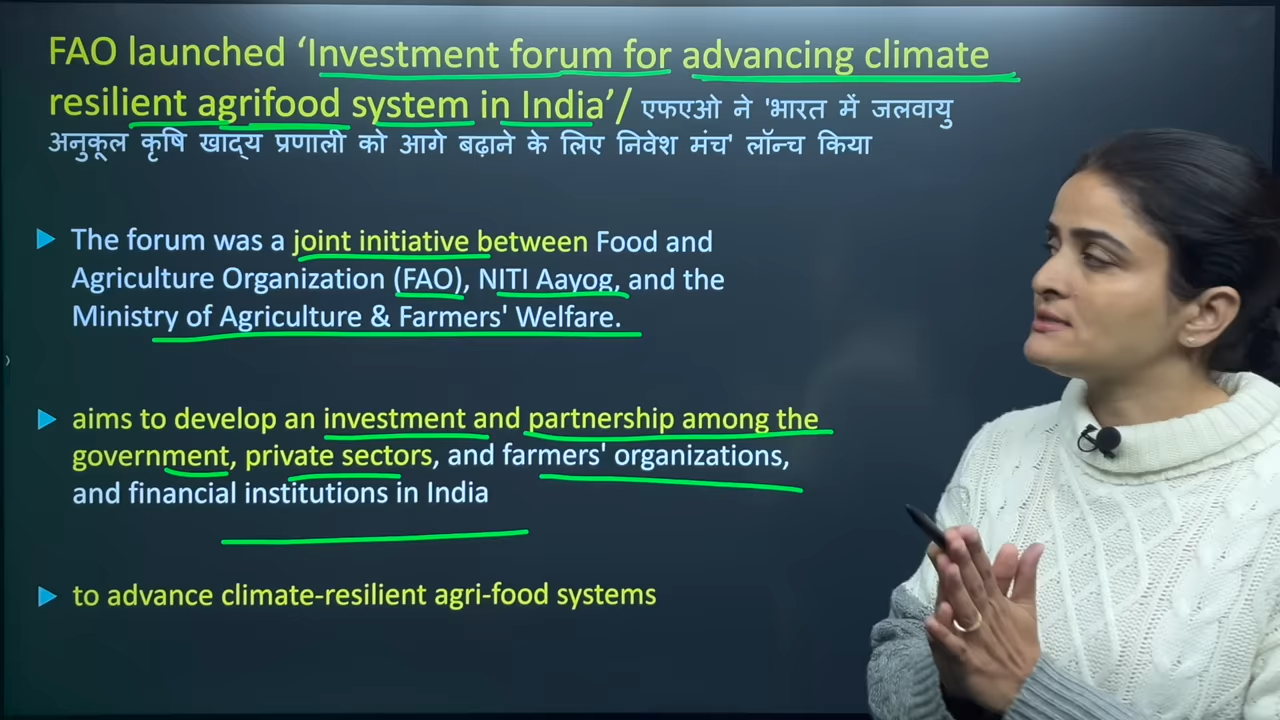 FAO launched ‘Investment forum for advancing climate
resilient agrifood system in India’/ एफएओ ने 'भारत में जलवायु
अनुकूल कृषि खाद्य प्रणाली को आगे बढ़ाने के लिए निवेश मंच' लॉन्च किया
The forum was a joint initiative between Food and
Agriculture Organization (FAO), NITI Aayog, and the
Ministry of Agriculture & Farmers' Welfare.
aims to develop an investment and partnership among the
government, private sectors, and farmers' organizations,
and financial institutions in India
to advance climate-resilient agri-food systems